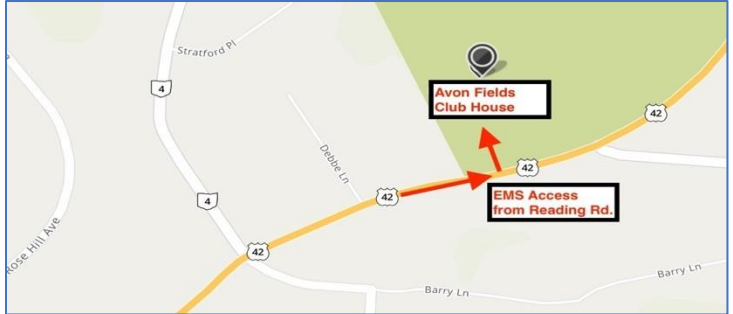 Stratford Pl
4
Avon Fields
Club House
42
Debbe Ln
42
4
42
EMS Access
from Reading Rd.
Rose Hill Ave
42
Barry Ln
Barry Ln